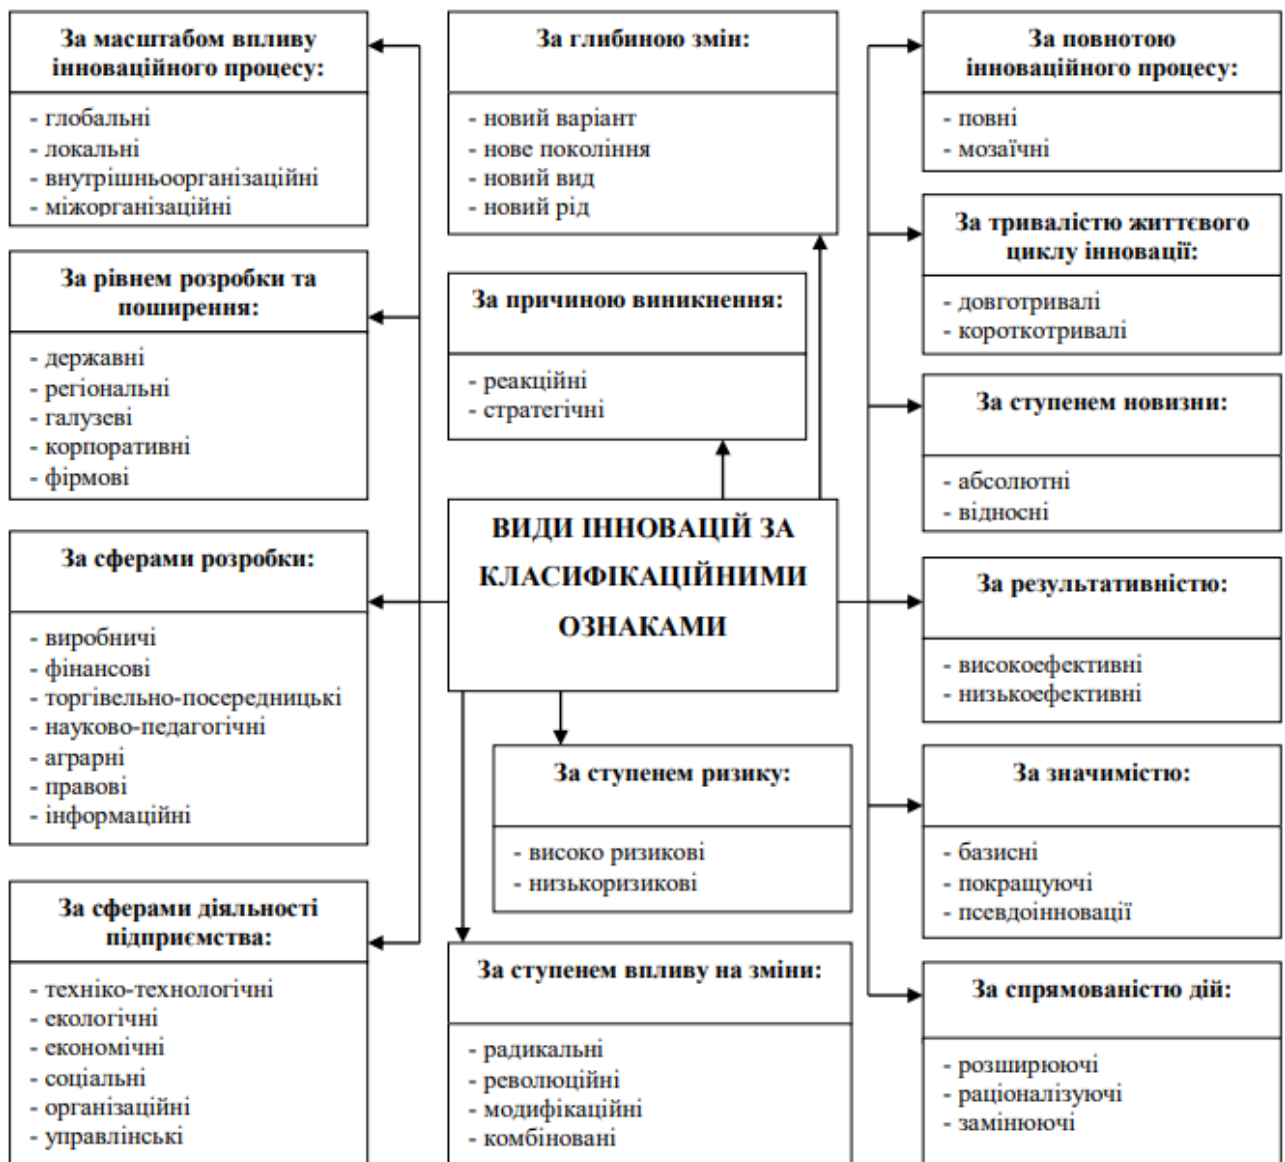 За масштабом впливу
інноваційного процесу:
- глобальні
- локальні
- внутрішньоорганізаційні
- міжорганізаційні
За рівнем розробки та
поширення:
- державні
- регіональні
- галузеві
- корпоративні
- фірмові
За сферами розробки:
- виробничі
- фінансові
- торгівельно-посередницькі
- науково-педагогічні
- аграрні
- правові
- інформаційні
За сферами діяльності
підприємства:
- техніко-технологічні
- екологічні
- економічні
- соціальні
- організаційні
- управлінські
За глибиною змін:
- новий варіант
- нове покоління
- новий вид
- новий рід
За причиною виникнення:
- реакційні
- стратегічні
ВИДИ ІННОВАЦІЙ ЗА
КЛАСИФІКАЦІЙНИМИ
ОЗНАКАМИ
За ступенем ризику:
- високо ризикові
- низькоризикові
За ступенем впливу на зміни:
- радикальні
- революційні
- модифікаційні
- комбіновані
За повнотою
інноваційного процесу:
- повні
- мозаїчні
За тривалістю життєвого
циклу інновації:
- довготривалі
- короткотривалі
За ступенем новизни:
- абсолютні
- відносні
За результативністю:
- високоефективні
- низькоефективні
За значимістю:
- базисні
- покращуючі
- псевдоінновації
За спрямованістю дій:
- розширюючі
- раціоналізуючі
- замінюючі